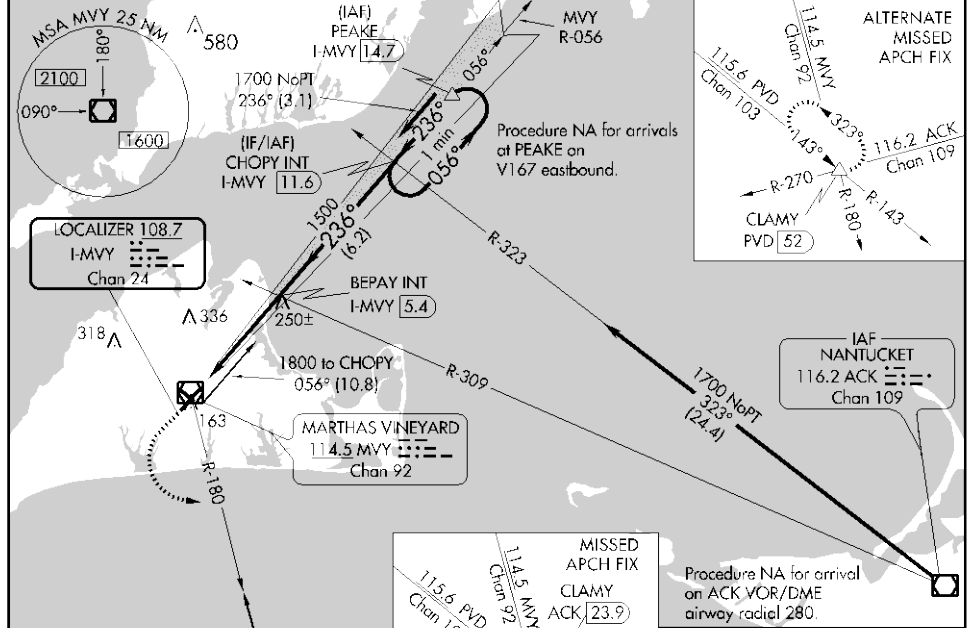 MSA MVY 25 NM
180°
2100
090°
1600
580
(IAF)
PEAKE
I-MVY 14.7
1700 NoPT
236° (3.1)
MVY
R-056
056°
236°
1 min
056°
Procedure NA for arrivals
at PEAKE on
V167 eastbound.
(IF/IAF)
CHOPY INT
I-MVY 11.6
1500
236°
(6.2)
LOCALIZER 108.7
I-MVY
Chan 24
BEPAY INT
I-MVY 5.4
250±
336
318
1800 to CHOPY
056° (10.8)
163
MARTHAS VINEYARD
114.5 MVY
Chan 92
R-180
R-323
R-309
1700 NoPT
323°
(24.4)
IAF
NANTUCKET
116.2 ACK
Chan 109
Procedure NA for arrival
on ACK VOR/DME
airway radial 280.
ALTERNATE
MISSED
APCH FIX
114.5 MVY
Chan 92
115.6 PVD
Chan 103
323°
143°
116.2 ACK
Chan 109
R-270
R-180
R-143
CLAMY
PVD 52
MISSED
APCH FIX
CLAMY
ACK 23.9
114.5 MVY
Chan 92
115.6 PVD